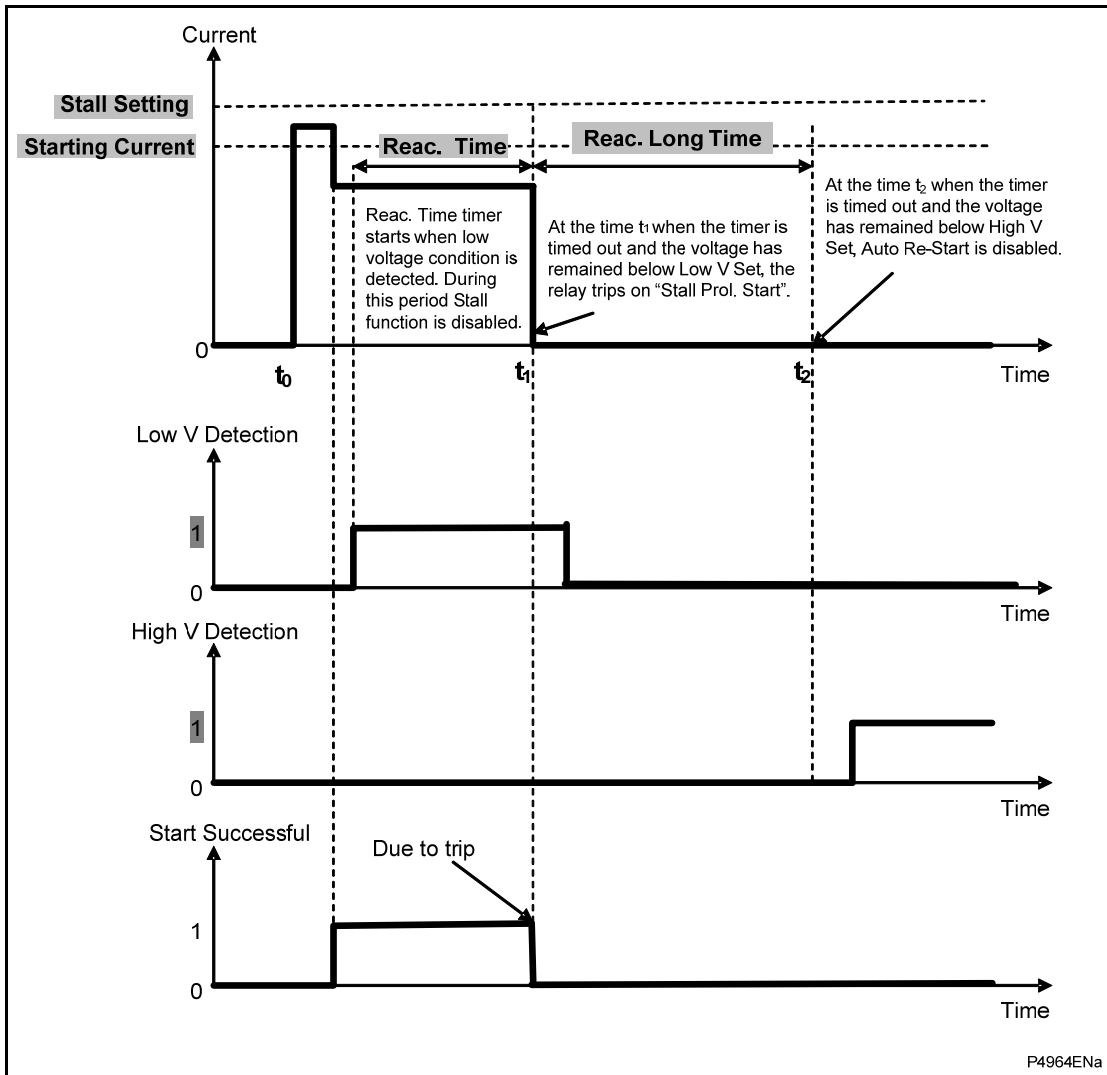 Current
Stall Setting
Starting Current
Reac. Time
Reac. Long Time
Reac. Time timer
starts when low
voltage condition is
detected. During
this period Stall
function is disabled.
At the time t1 when the timer is
timed out and the voltage has
remained below Low V Set, the
relay trips on “Stall Prol. Start”.
At the time t2 when the timer
is timed out and the voltage
has remained below High V
Set, Auto Re-Start is disabled.
0
t0
t1
t2
Time
Low V Detection
1
0
Time
High V Detection
1
0
Time
Start Successful
Due to trip
1
0
Time
P4964ENa